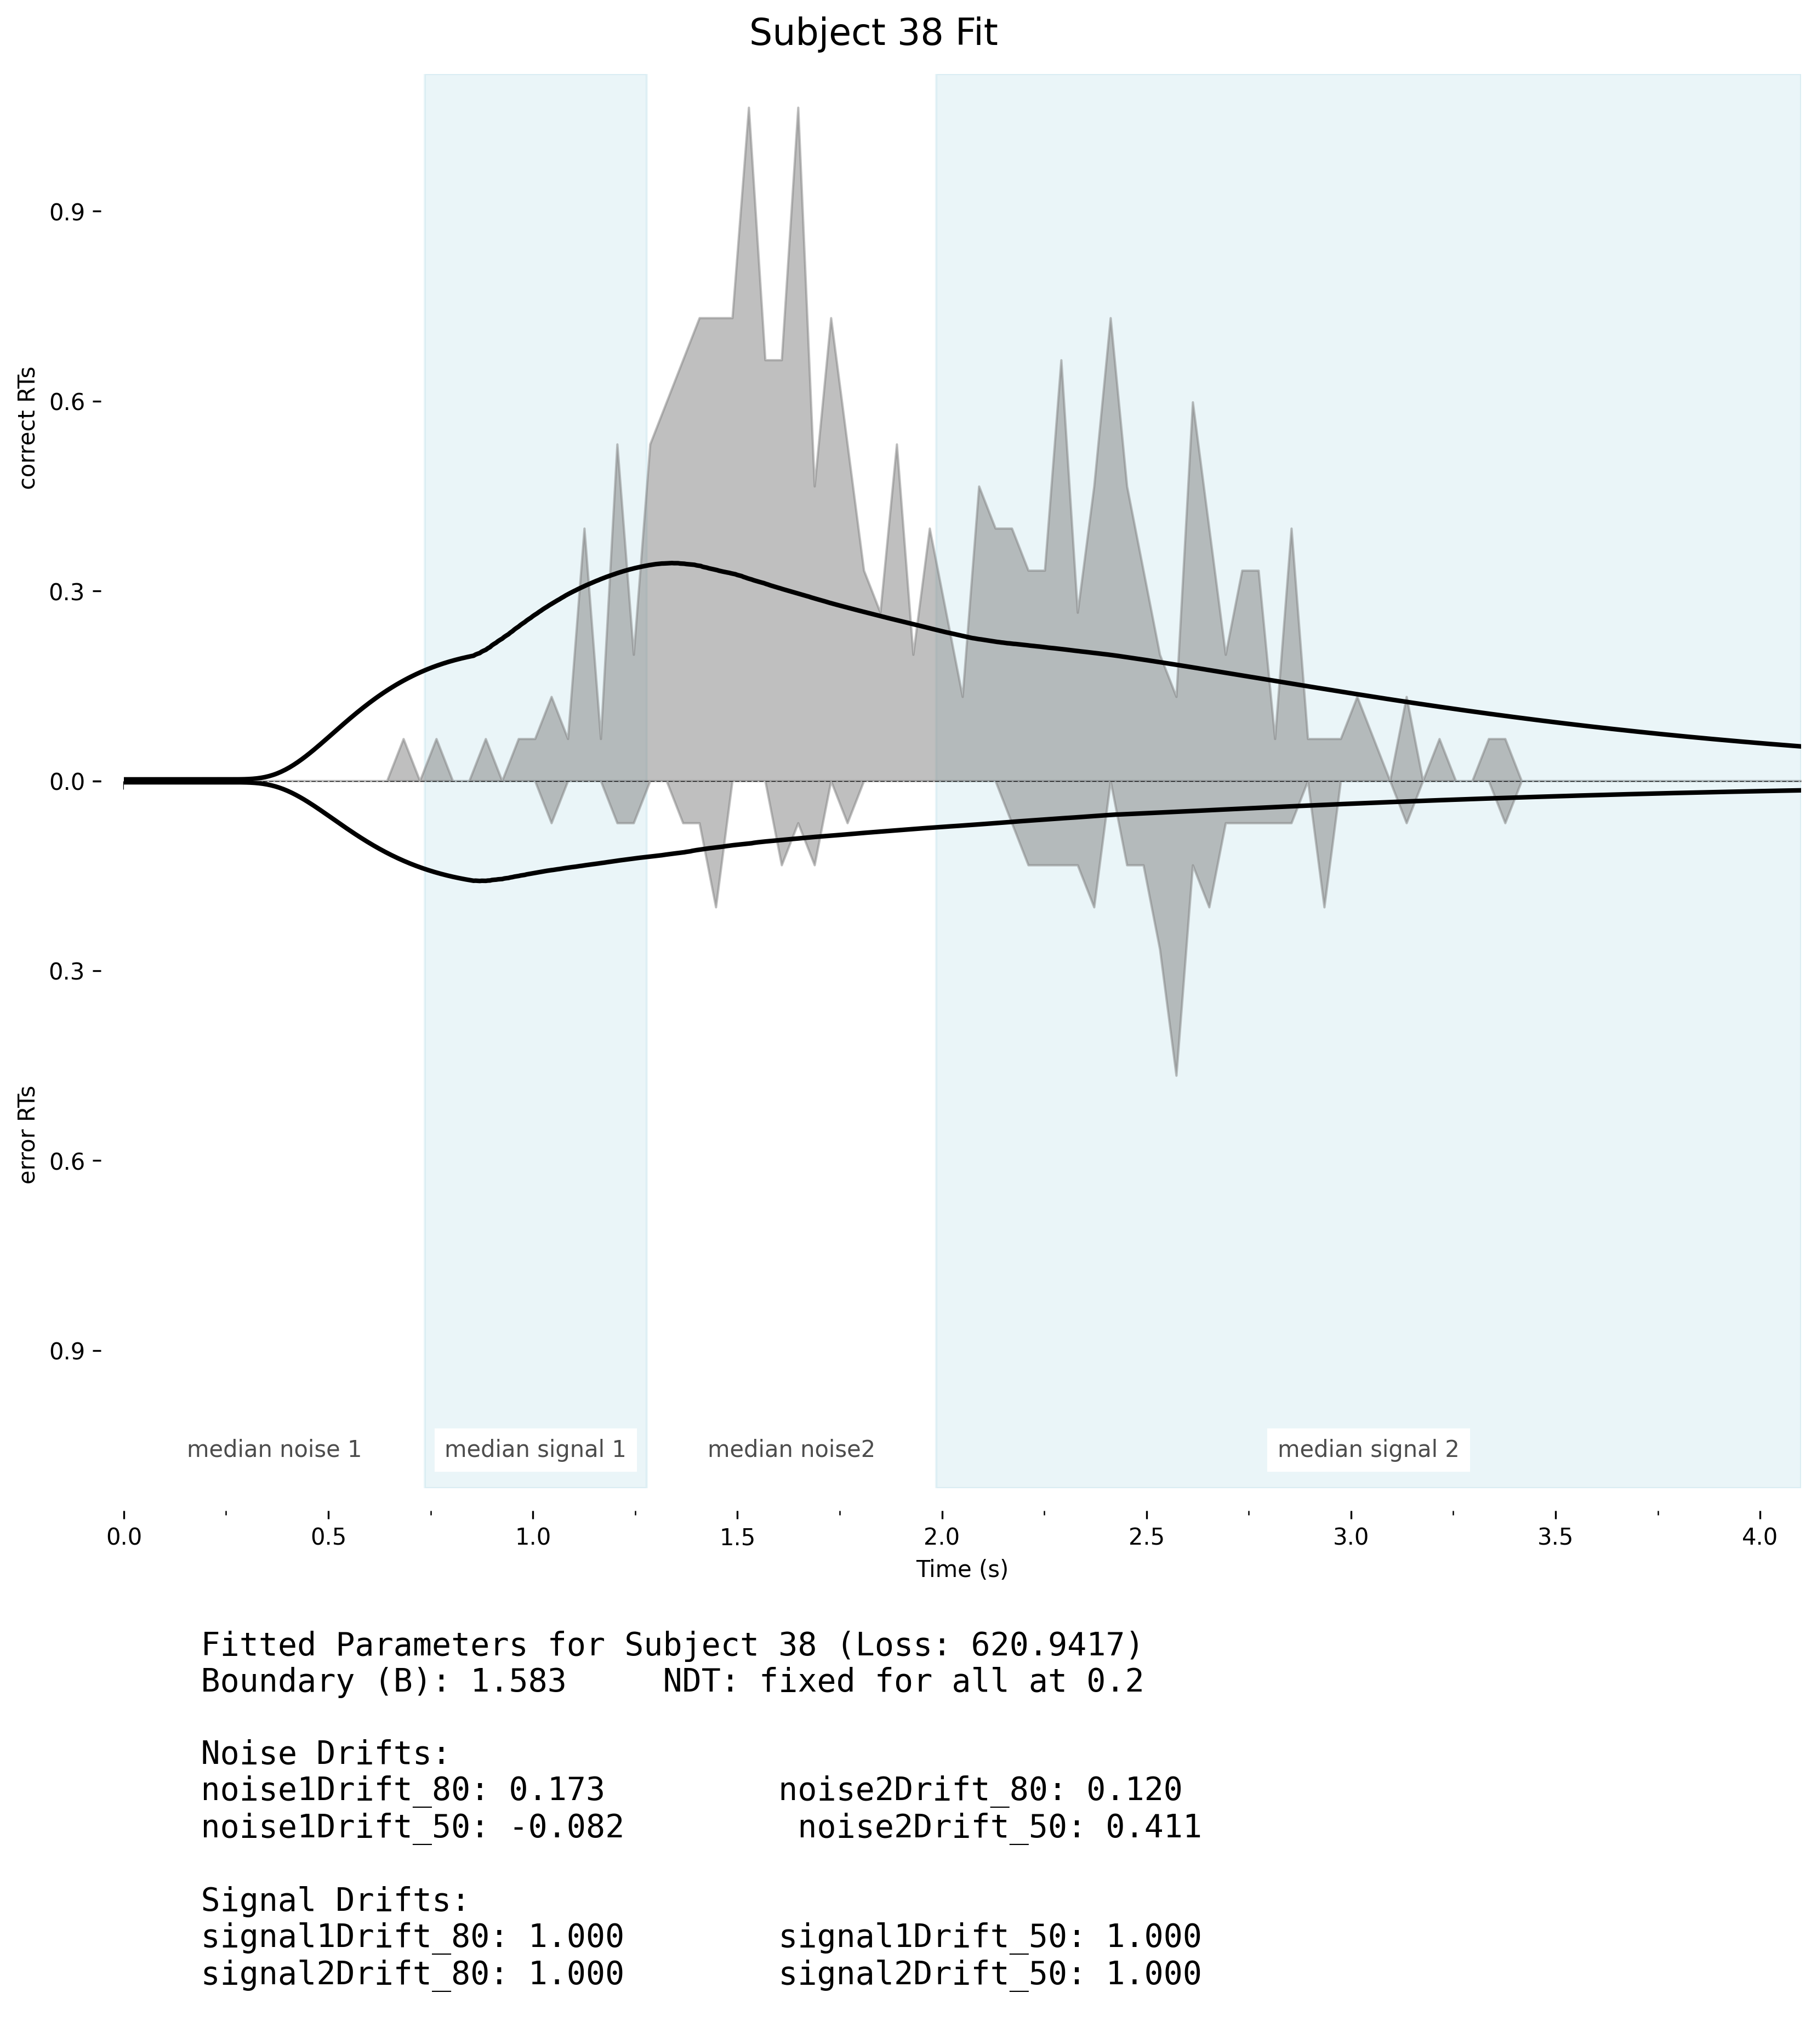 Subject 38 Fit
0.9
0.6
0.3
0.0
0.3
0.6
0.9
correct RTs
error RTs
median noise 1
median signal 1
median noise2
median signal 2
0.0 0.5 1.0 1.5 2.0 2.5 3.0 3.5 4.0
Time (s)
Fitted Parameters for Subject 38 (Loss: 620.9417)
Boundary (B): 1.583 NDT: fixed for all at 0.2
Noise Drifts:
noise1Drift_80: 0.173 noise2Drift_80: 0.120
noise1Drift_50: -0.082 noise2Drift_50: 0.411
Signal Drifts:
signal1Drift_80: 1.000 signal1Drift_50: 1.000
signal2Drift_80: 1.000 signal2Drift_50: 1.000